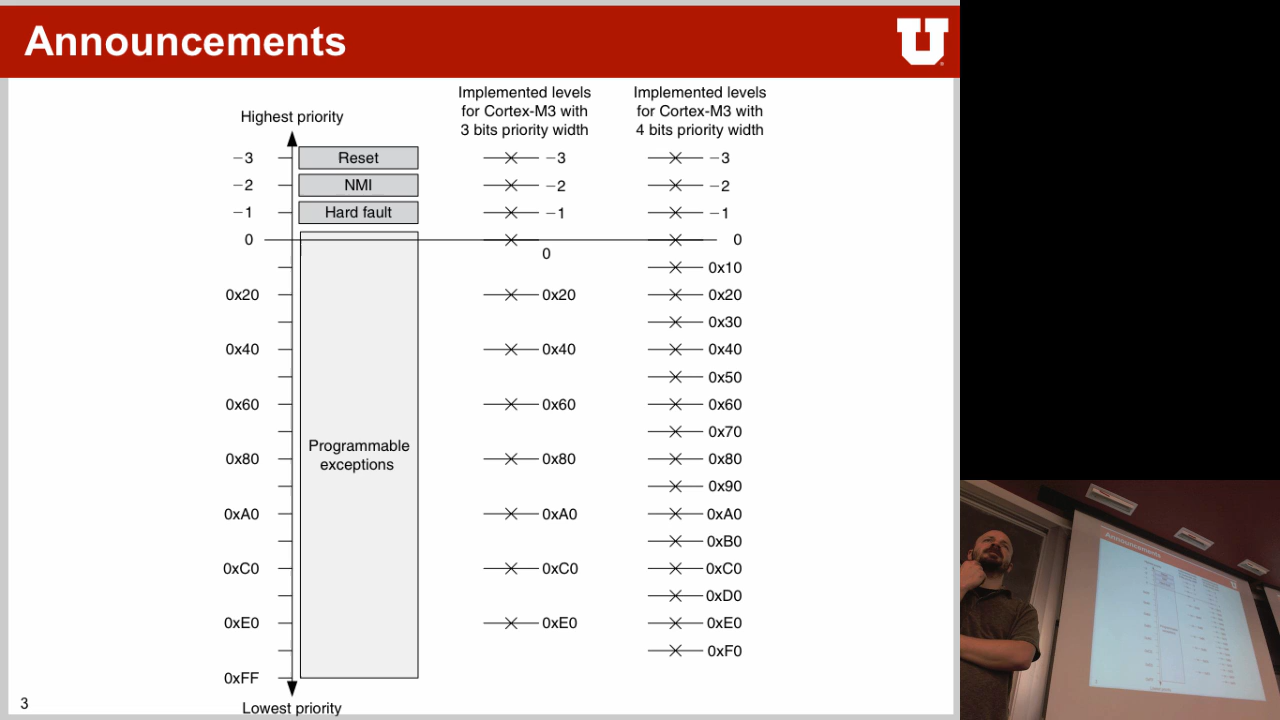 Announcements
U
Highest priority
Implemented levels
for Cortex-M3 with
3 bits priority width
Implemented levels
for Cortex-M3 with
4 bits priority width
−3 Reset −3 −3
−2 NMI −2 −2
−1 Hard fault −1 −1
0 0 0
0x10
0x20 0x20 0x20
0x30
0x40 0x40 0x40
0x50
0x60 0x60 0x60
0x70
Programmable
exceptions
0x80 0x80 0x80
0x90
0xA0 0xA0 0xA0
0xB0
0xC0 0xC0 0xC0
0xD0
0xE0 0xE0 0xE0
0xF0
0xFF
Lowest priority
3
Announcements